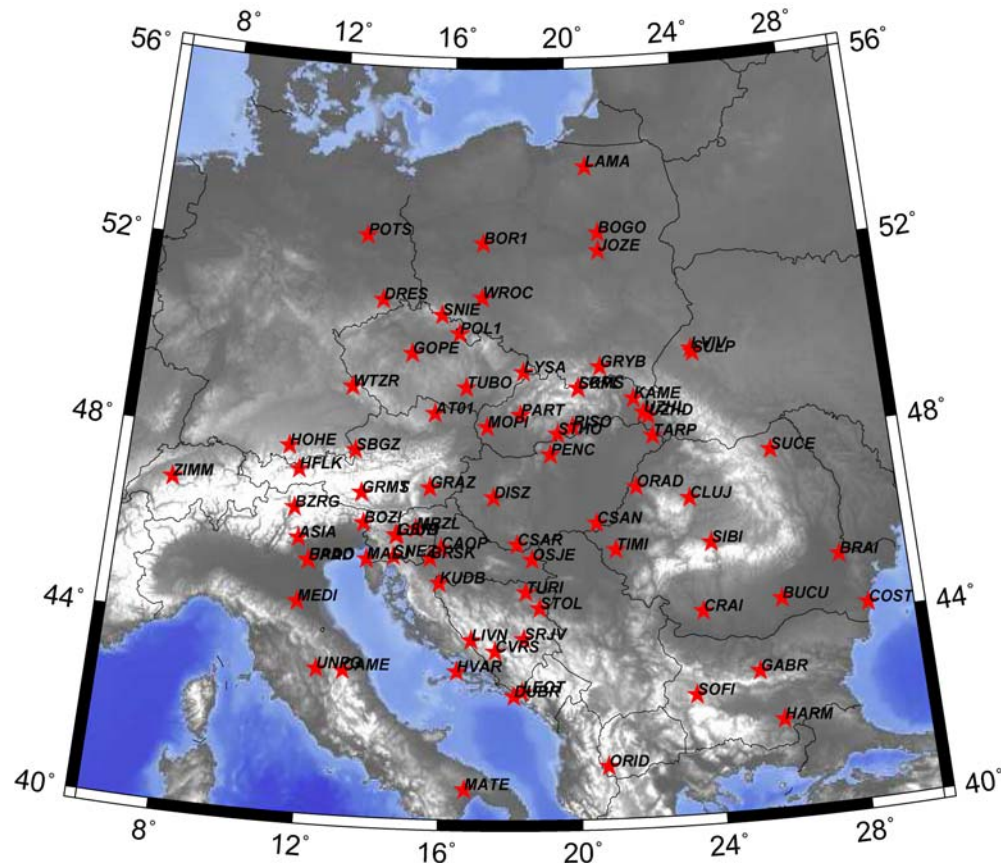 8° 12° 16° 20° 24° 28°
56° 56°
LAMA
52° 52°
POTS BOR1 BOGO
JOZE
DRES WROC
SNIE
POL1
GOPE LVIV
SULP
LYSA GRYB
WTZR TUBO KAME
AT01 PART UZHD
48° 48°
MOPI TARP
HOHE SBGZ PENC SUCE
ZIMM HFLK
GRAZ ORAD
BZRG DISZ CLUJ
BOZI CSAN
ASIA CAOP CSAR TIMI SIBI
OSJE BRAI
KUDB
MEDI TURI BUCU COST
44° 44°
STOL CRAI
LIVN SRJV
CVRS
HVAR GABR
DUBR SOFI
HARM
ORID
40° 40°
MATE
8° 12° 16° 20° 24° 28°